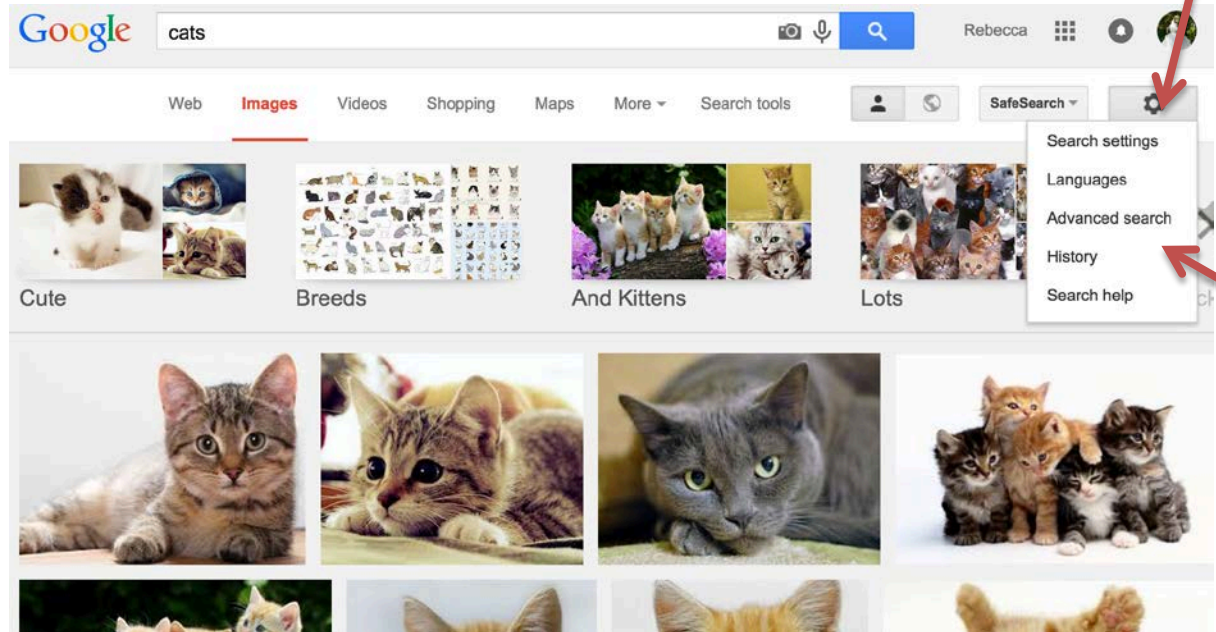 Google cats Rebecca
Web Images Videos Shopping Maps More Search tools SafeSearch
Search settings
Languages
Advanced search
History
Search help
Cute Breeds And Kittens Lots